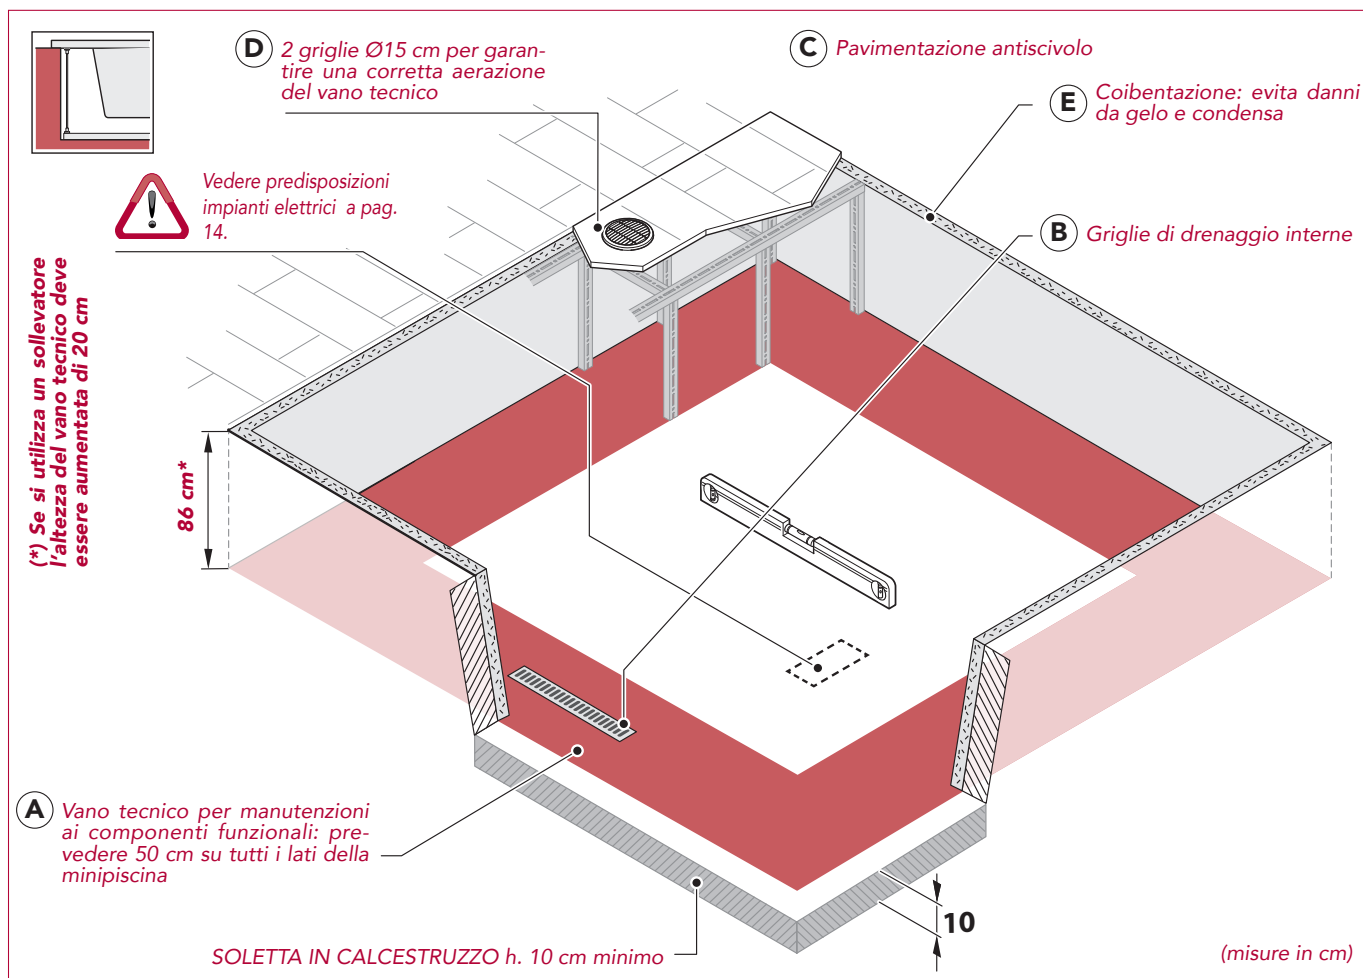 D 2 griglie Ø15 cm per garan-
tire una corretta aerazione
del vano tecnico
C Pavimentazione antiscivolo
E Coibentazione: evita danni
da gelo e condensa
Vedere predisposizioni
impianti elettrici a pag.
14.
B Griglie di drenaggio interne
(*) Se si utilizza un sollevatore
l'altezza del vano tecnico deve
essere aumentata di 20 cm
86 cm*
A Vano tecnico per manutenzioni
ai componenti funzionali: pre-
vedere 50 cm su tutti i lati della
minipiscina
10
SOLETTA IN CALCESTRUZZO h. 10 cm minimo
(misure in cm)